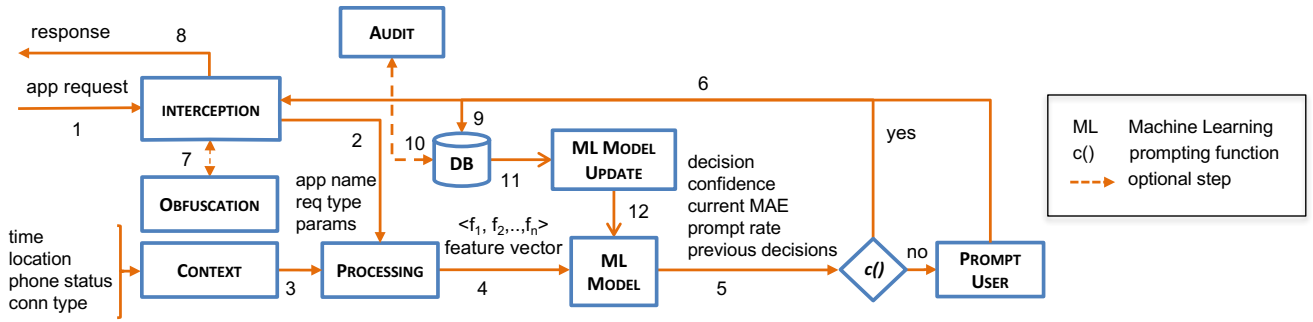 response
8
AUDIT
app request
1
INTERCEPTION
2
7
OBFUSCATION
6
9
10
DB
11
ML MODEL
UPDATE
12
yes
ML Machine Learning
c() prompting function
optional step
app name
req type
params
<f1, f2,..,fn>
feature vector
decision
confidence
current MAE
prompt rate
previous decisions
time
location
phone status
conn type
CONTEXT
3
PROCESSING
4
ML
MODEL
5
c()
no
PROMPT
USER